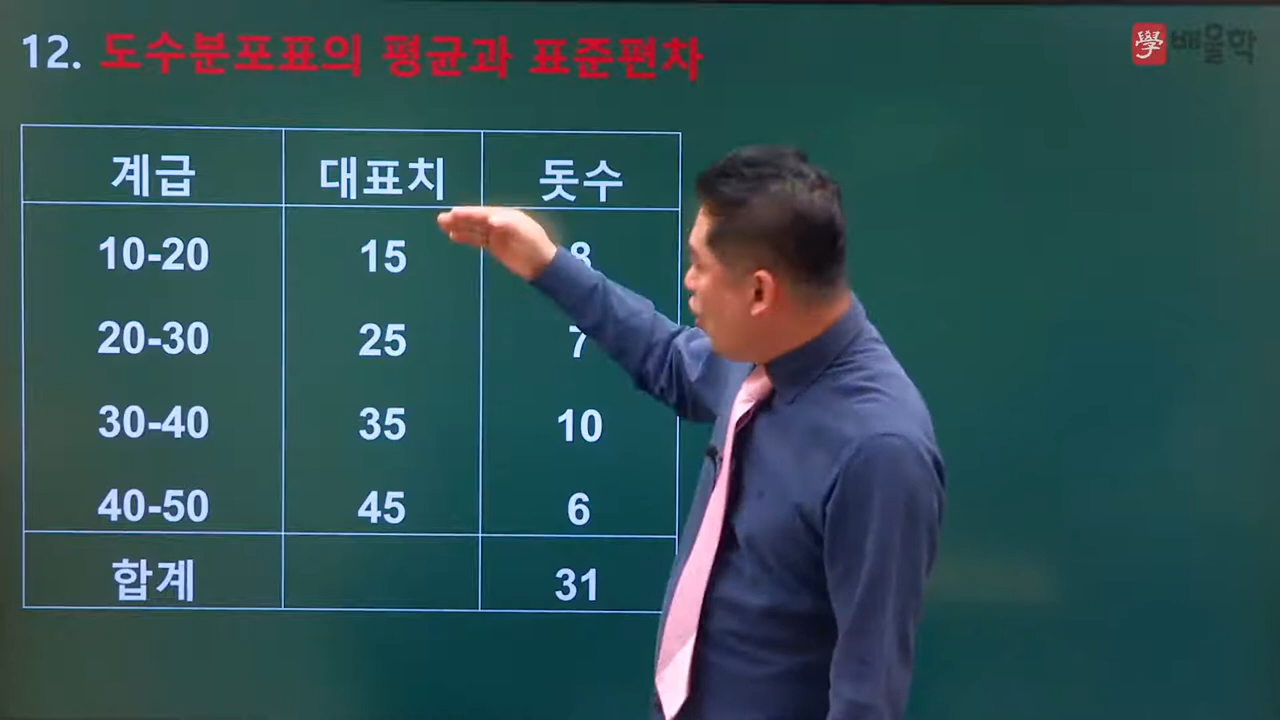 12. 도수분포표의 평균과 표준편차
學 배울학
계급 대표치 돗수
10-20 15 8
20-30 25 7
30-40 35 10
40-50 45 6
합계 31